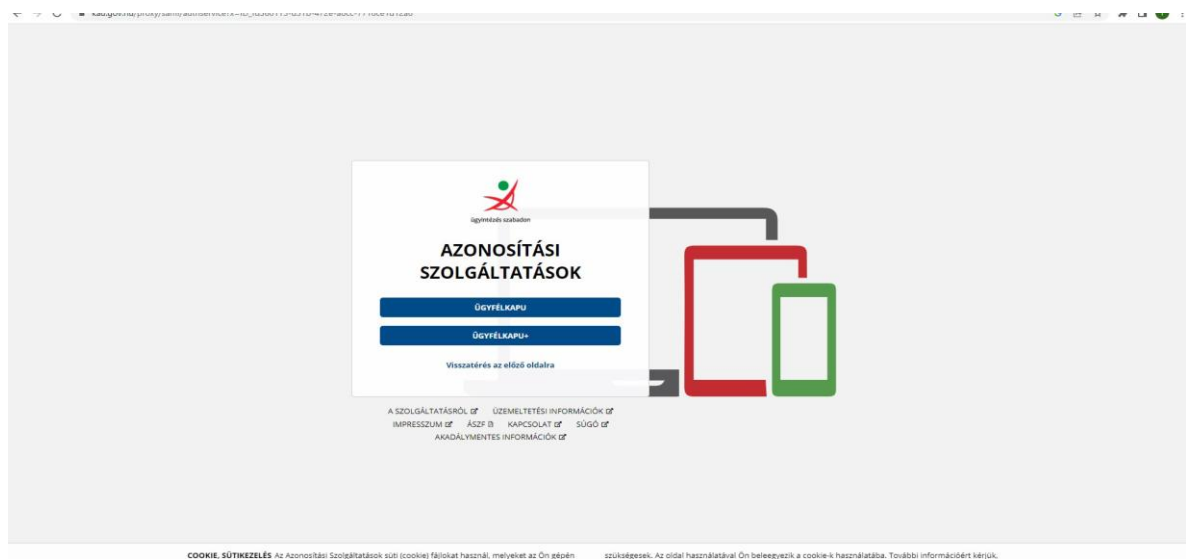 ügyintézés szabadon
AZONOSÍTÁSI
SZOLGÁLTATÁSOK
ÜGYFÉLKAPU
ÜGYFÉLKAPU+
Visszatérés az előző oldalra
A SZOLGÁLTATÁSRÓL ÜZEMELTETÉSI INFORMÁCIÓK
IMPRESSZUM ÁSZF KAPCSOLAT SÚGÓ
AKADÁLYMENTES INFORMÁCIÓK
COOKIE, SÜTIKEZELÉS Az Azonosítási Szolgáltatások süti (cookie) fájlokat használ, melyeket az Ön gépén
szükségesek. Az oldal használatával Ön beleegyezik a cookie-k használatába. További információért kérjük,